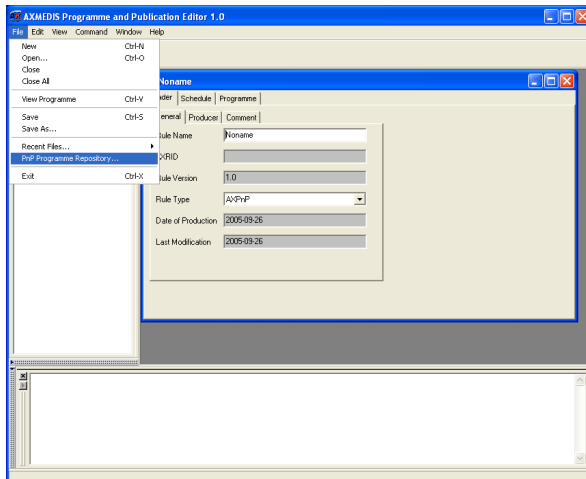 AXMEDIS Programme and Publication Editor 1.0
File Edit View Command Window Help
New Ctrl-N
Open... Ctrl-O
Close
Close All
View Programme Ctrl-V
Save Ctrl-S
Save As...
Recent Files...
PnP Programme Repository...
Exit Ctrl-X
Noname
ader Schedule Programme
eneral Producer Comment
Rule Name Noname
XRID
Rule Version 1.0
Rule Type AXPnP
Date of Production 2005-09-26
Last Modification 2005-09-26